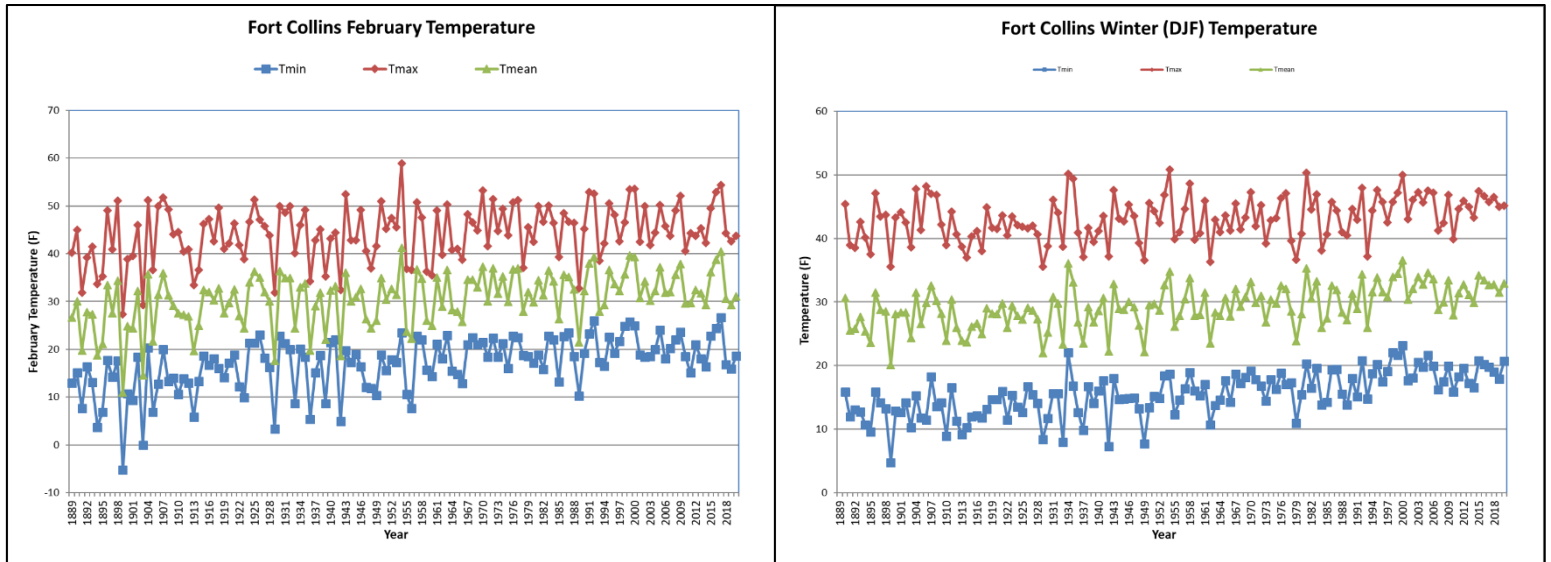 Fort Collins February Temperature
Tmin Tmax Tmean
70
60
50
40
30
20
10
0
-10
February Temperature (F)
1889 1892 1895 1898 1901 1904 1907 1910 1913 1916 1919 1922 1925 1928 1931 1934 1937 1940 1943 1946 1949 1952 1955 1958 1961 1964 1967 1970 1973 1976 1979 1982 1985 1988 1991 1994 1997 2000 2003 2006 2009 2012 2015 2018
Year
Fort Collins Winter (DJF) Temperature
Tmin Tmax Tmean
60
50
40
30
20
10
0
Temperature (F)
1889 1892 1895 1898 1901 1904 1907 1910 1913 1916 1919 1922 1925 1928 1931 1934 1937 1940 1943 1946 1949 1952 1955 1958 1961 1964 1967 1970 1973 1976 1979 1982 1985 1988 1991 1994 1997 2000 2003 2006 2009 2012 2015 2018
Year